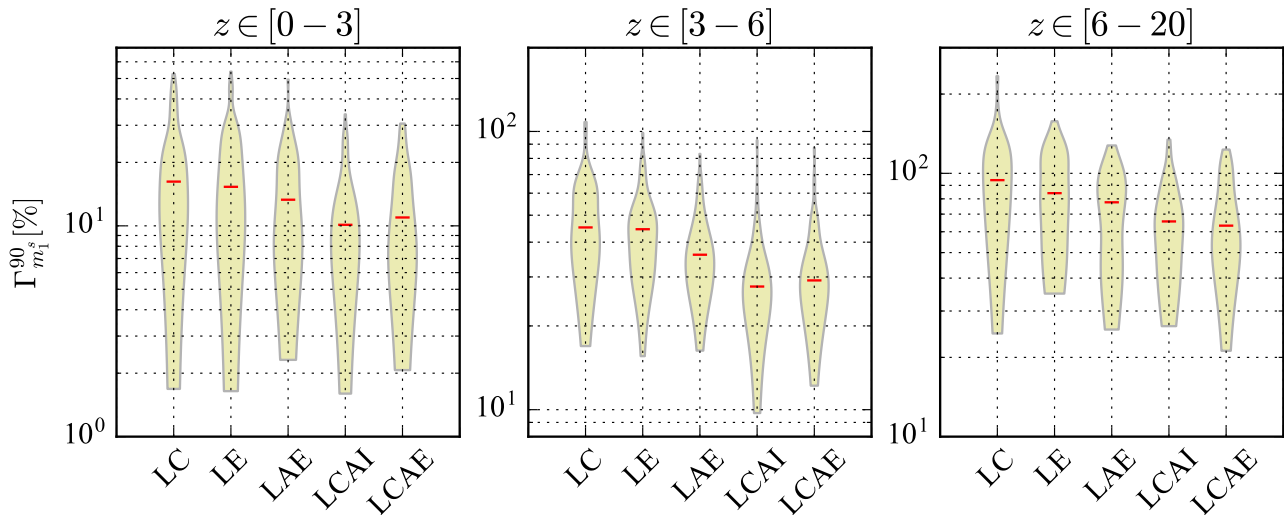 z ∈ [0 − 3]
z ∈ [3 − 6]
z ∈ [6 − 20]
Γ^{90}_{m_1^s} [%]
10^1
10^0
10^2
10^1
10^2
10^1
LC LE LAE LCAI LCAE
LC LE LAE LCAI LCAE
LC LE LAE LCAI LCAE